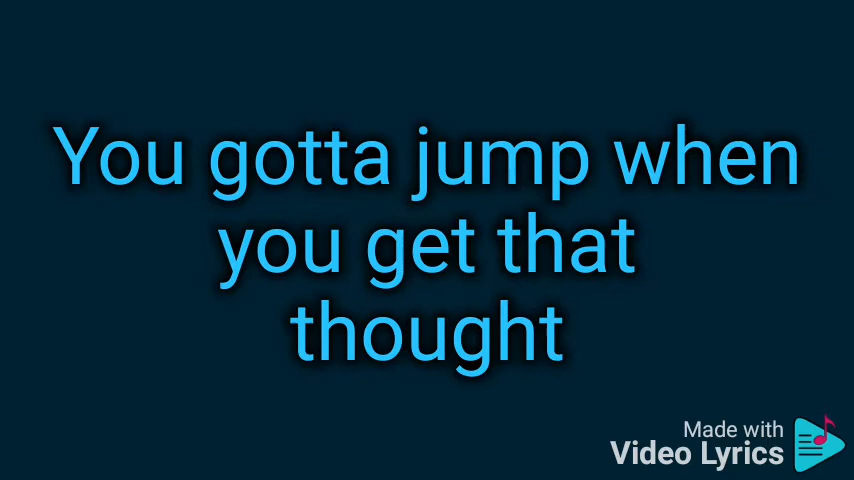 You gotta jump when
you get that
thought
Made with
Video Lyrics